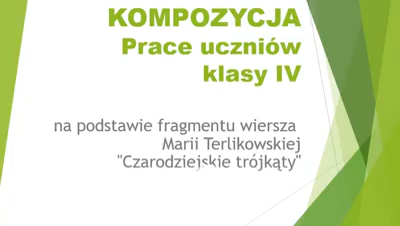 KOMPOZYCJA
Prace uczniów
klasy IV
na podstawie fragmentu wiersza
Marii Terlikowskiej
"Czarodziejskie trójkąty"